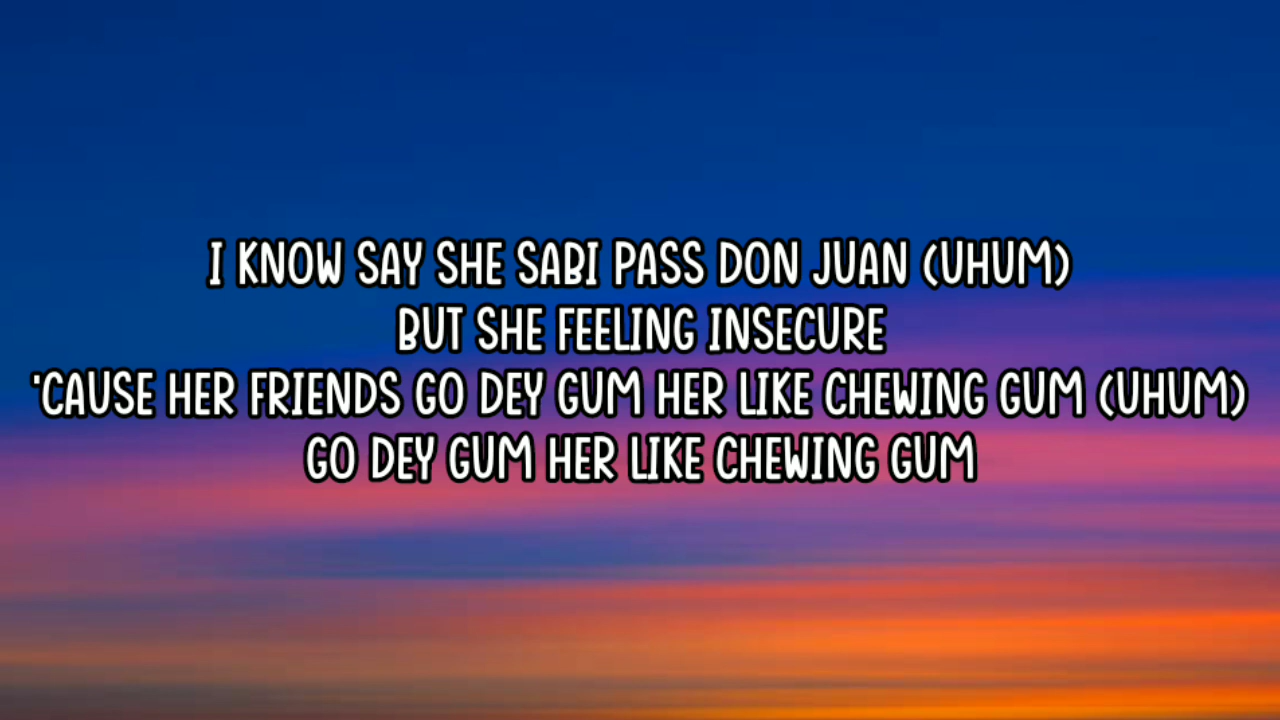 I KNOW SAY SHE SABI PASS DON JUAN (UHUM)
BUT SHE FEELING INSECURE
'CAUSE HER FRIENDS GO DEY GUM HER LIKE CHEWING GUM (UHUM)
GO DEY GUM HER LIKE CHEWING GUM